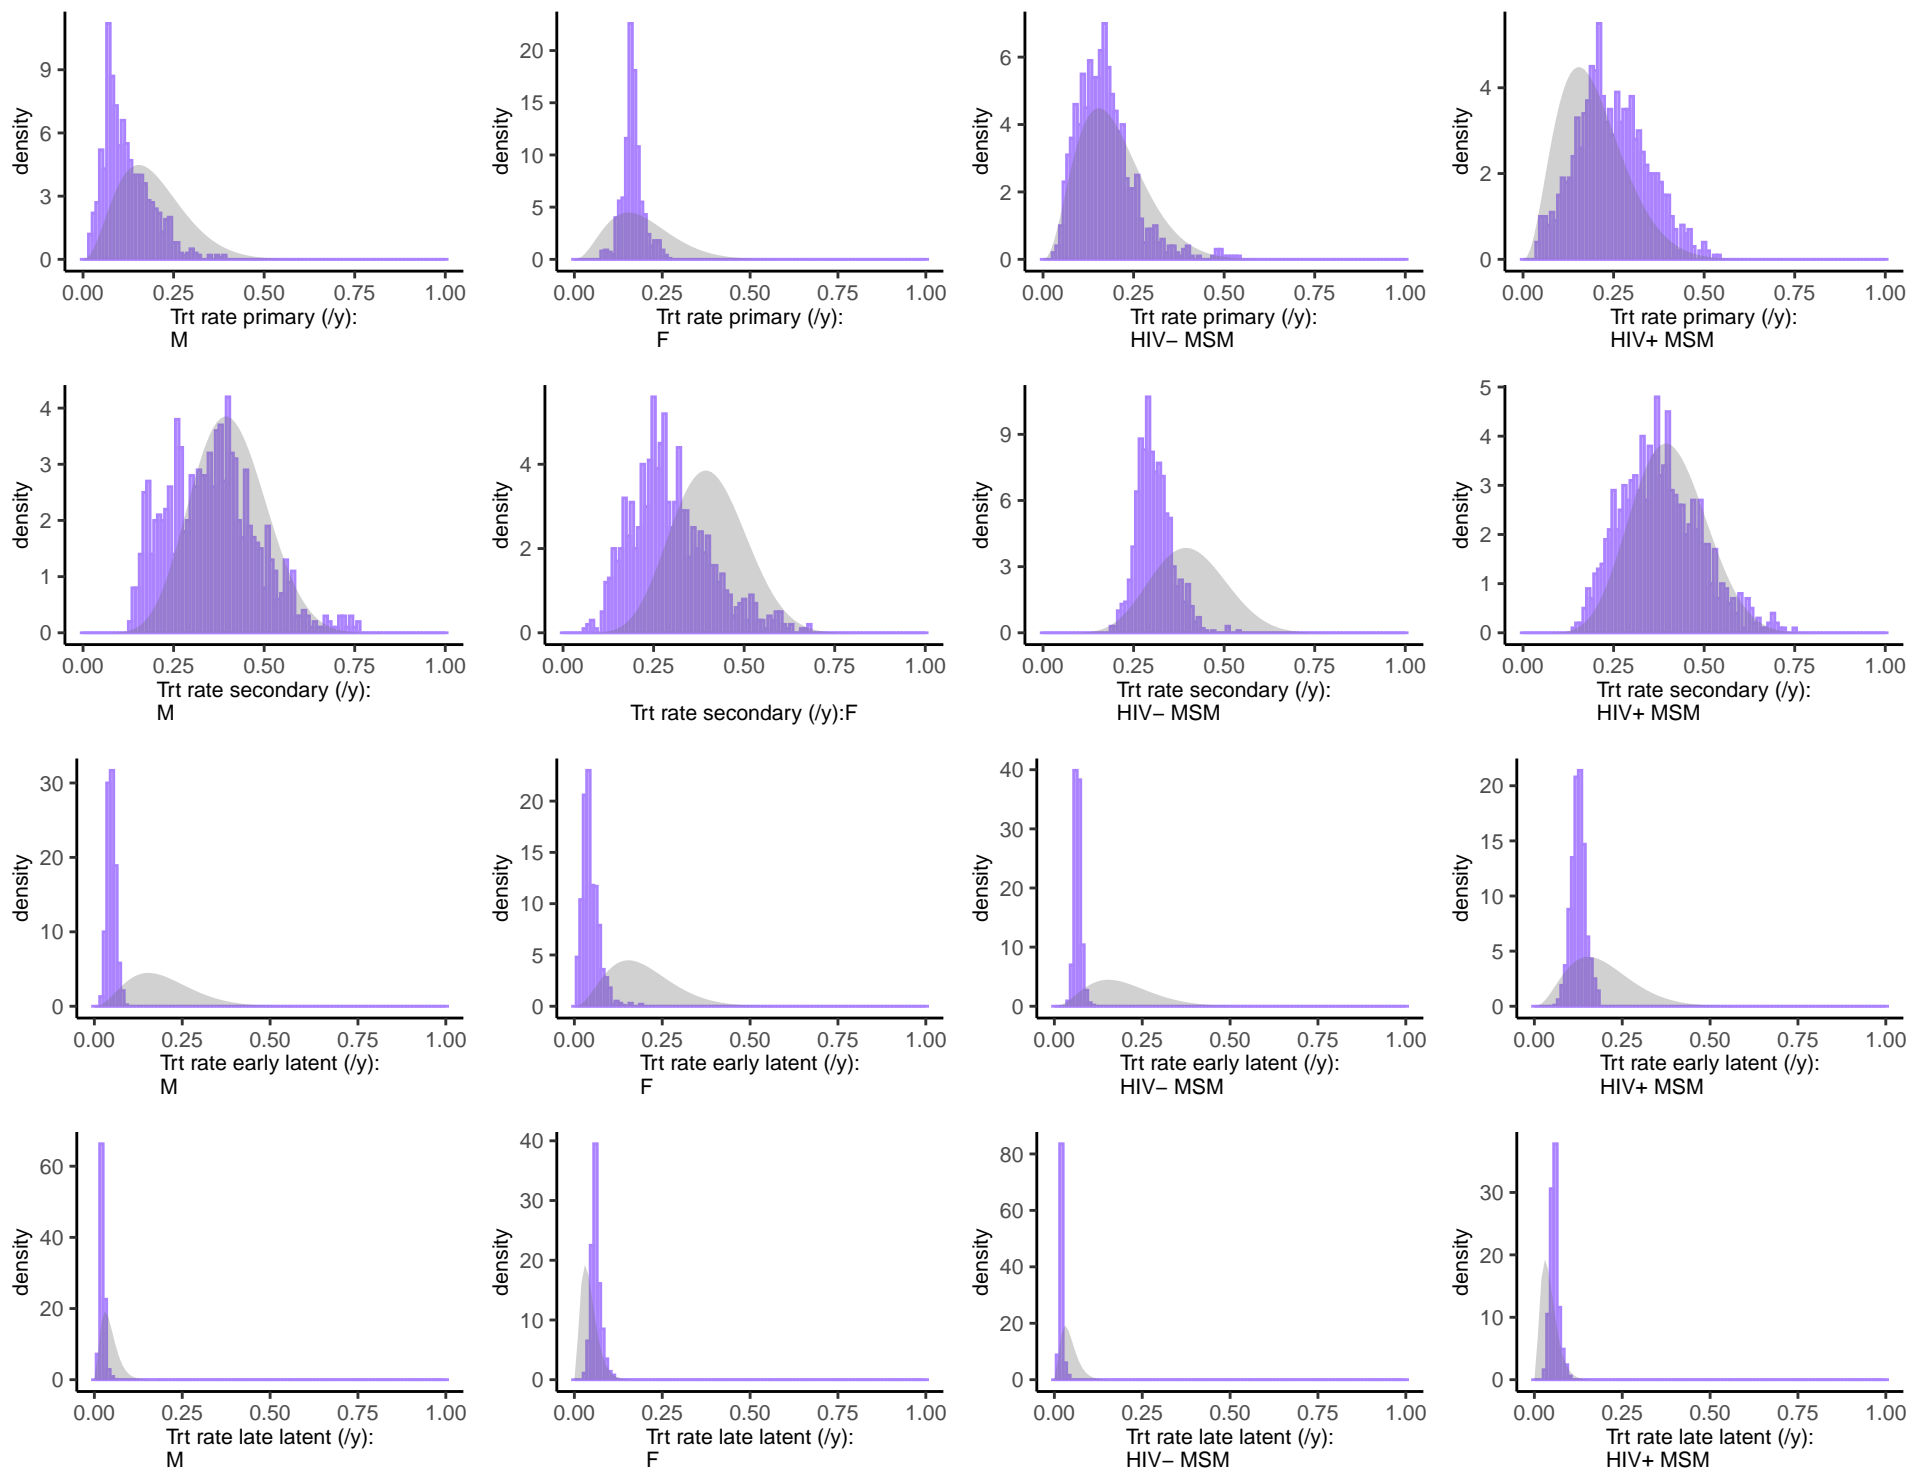 density
9
6
3
0
0.00 0.25 0.50 0.75 1.00
Trt rate primary (/y):
M
density
20
15
10
5
0
0.00 0.25 0.50 0.75 1.00
Trt rate primary (/y):
F
density
6
4
2
0
0.00 0.25 0.50 0.75 1.00
Trt rate primary (/y):
HIV− MSM
density
4
2
0
0.00 0.25 0.50 0.75 1.00
Trt rate primary (/y):
HIV+ MSM
density
4
3
2
1
0
0.00 0.25 0.50 0.75 1.00
Trt rate secondary (/y):
M
density
4
2
0
0.00 0.25 0.50 0.75 1.00
Trt rate secondary (/y):F
density
9
6
3
0
0.00 0.25 0.50 0.75 1.00
Trt rate secondary (/y):
HIV− MSM
density
5
4
3
2
1
0
0.00 0.25 0.50 0.75 1.00
Trt rate secondary (/y):
HIV+ MSM
density
30
20
10
0
0.00 0.25 0.50 0.75 1.00
Trt rate early latent (/y):
M
density
20
15
10
5
0
0.00 0.25 0.50 0.75 1.00
Trt rate early latent (/y):
F
density
40
30
20
10
0
0.00 0.25 0.50 0.75 1.00
Trt rate early latent (/y):
HIV− MSM
density
20
15
10
5
0
0.00 0.25 0.50 0.75 1.00
Trt rate early latent (/y):
HIV+ MSM
density
60
40
20
0
0.00 0.25 0.50 0.75 1.00
Trt rate late latent (/y):
M
density
40
30
20
10
0
0.00 0.25 0.50 0.75 1.00
Trt rate late latent (/y):
F
density
80
60
40
20
0
0.00 0.25 0.50 0.75 1.00
Trt rate late latent (/y):
HIV− MSM
density
30
20
10
0
0.00 0.25 0.50 0.75 1.00
Trt rate late latent (/y):
HIV+ MSM